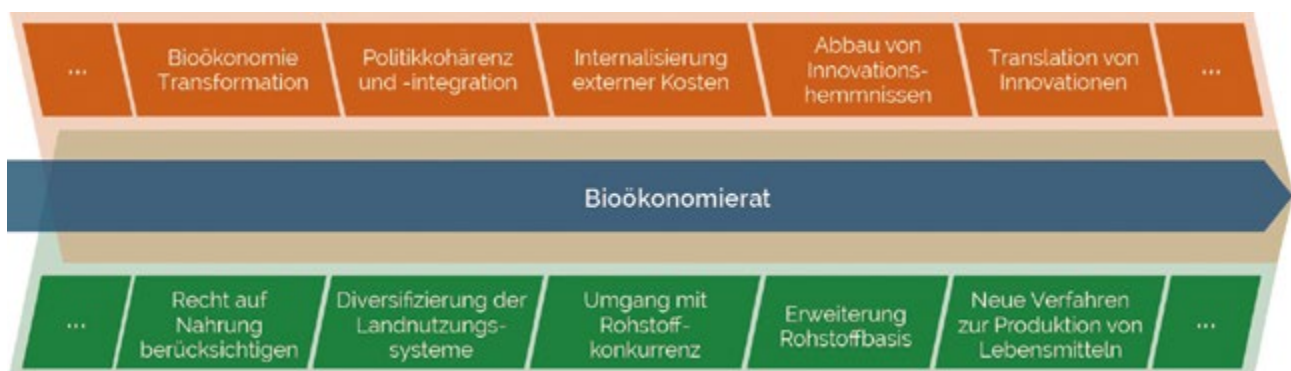 ...
Bioökonomie
Transformation
Politikkohärenz
und -integration
Internalisierung
externer Kosten
Abbau von
Innovations-
hemmnissen
Translation von
Innovationen
...
Bioökonomierat
...
Recht auf
Nahrung
berücksichtigen
Diversifizierung der
Landnutzungs-
systeme
Umgang mit
Rohstoff-
konkurrenz
Erweiterung
Rohstoffbasis
Neue Verfahren
zur Produktion von
Lebensmitteln
...